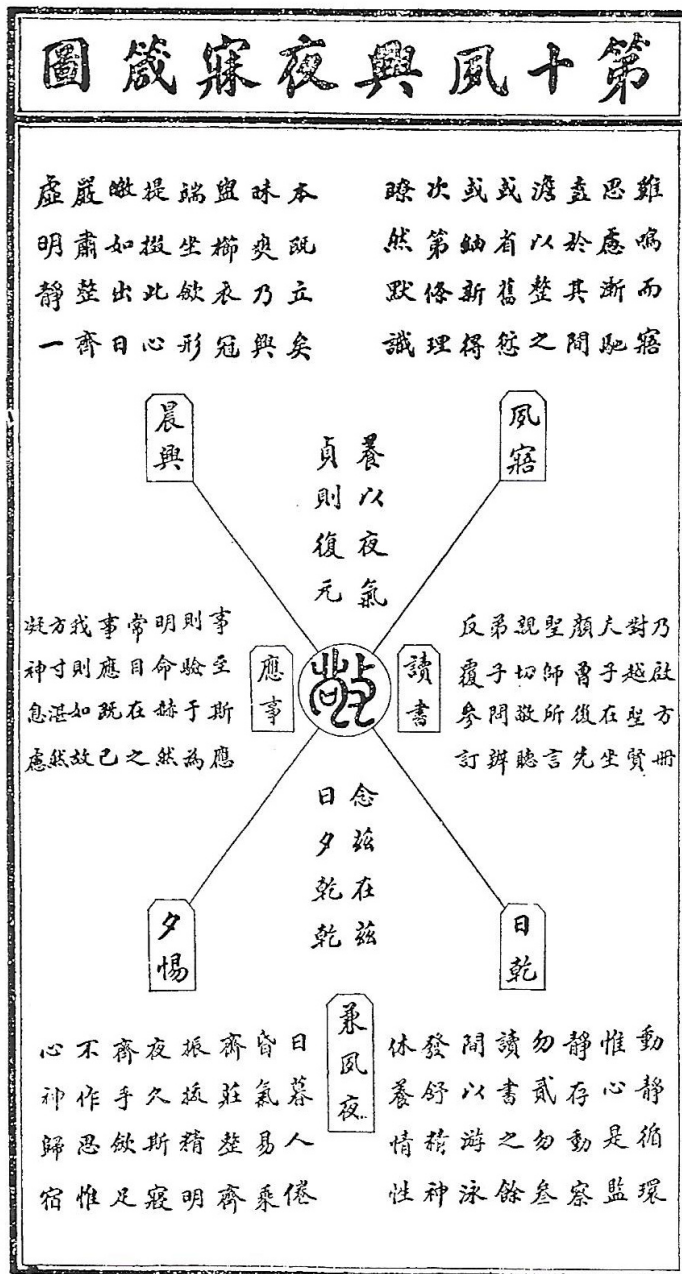 第十夙興夜寐箴圖
雞鳴而寤
思慮漸馳
盍於其間
澹以整之
或省舊愆
或紬新得
次第條理
瞭然默識
本旣立矣
昧爽乃興
盥櫛衣冠
端坐斂形
提掇此心
皦如出日
嚴肅整齊
虛明靜一
夙寤
晨興
養以夜氣
貞則復元
乃啟方冊
對越聖賢
夫子在坐
顏曾後先
聖師所言
親切敬聽
弟子問辨
反覆參訂
讀書
敬
應事
事至斯應
則驗于為
明命赫然
常目在之
事應旣已
我則如故
方寸湛然
凝神息慮
念玆在玆
日夕乾乾
日乾
夕惕
兼夙夜
動靜循環
惟心是監
靜存動察
勿貳勿參
讀書之餘
間以游泳
發舒精神
休養情性
日暮人倦
昏氣易乘
齊莊整齊
振拔精明
夜久斯寢
齊手斂足
不作思惟
心神歸宿